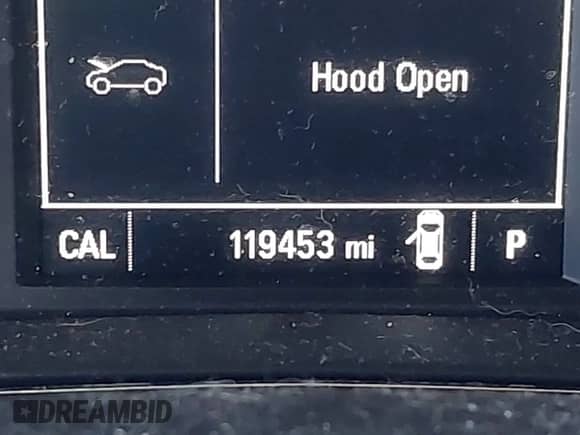 Hood Open
CAL 119453 mi P
DREAMBID